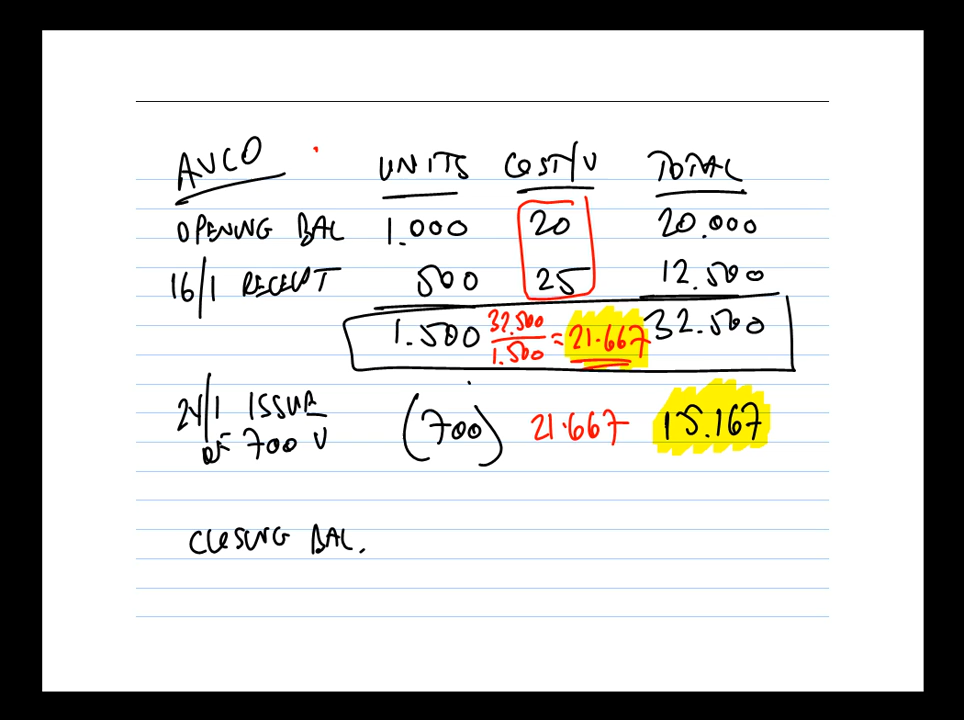 AVCO UNITS COST/U TOTAL
OPENING BAL 1.000 20 20.000
16/1 RECEIPT 500 25 12.500
1.500 32.500/1.500 = 21.667 32.500
24/1 ISSUE (700) 21.667 15.167
OF 700 U
CLOSING BAL.